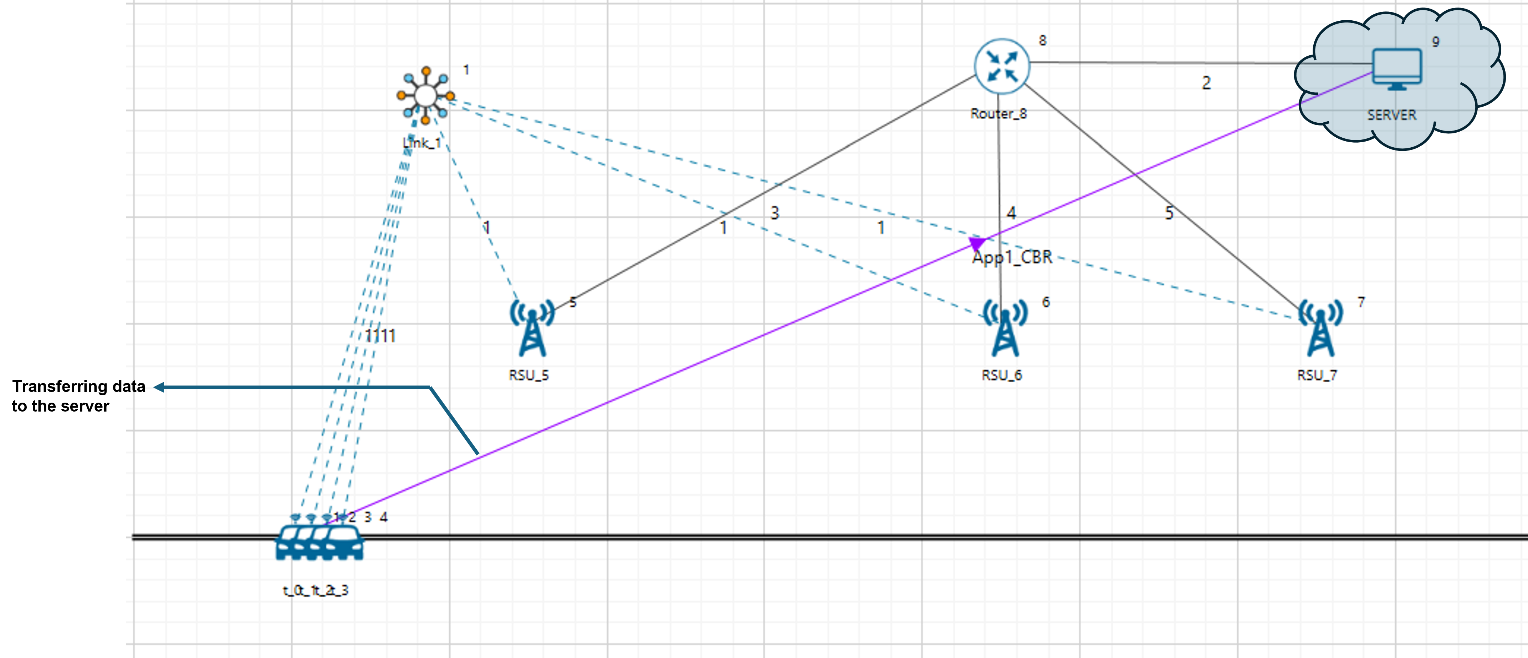 1
Link_1
8
Router_8
9
SERVER
2
3
4
5
1
1
1
App1_CBR
5
RSU_5
6
RSU_6
7
RSU_7
1111
Transferring data
to the server
1 2 3 4
t_0t_1t_2t_3